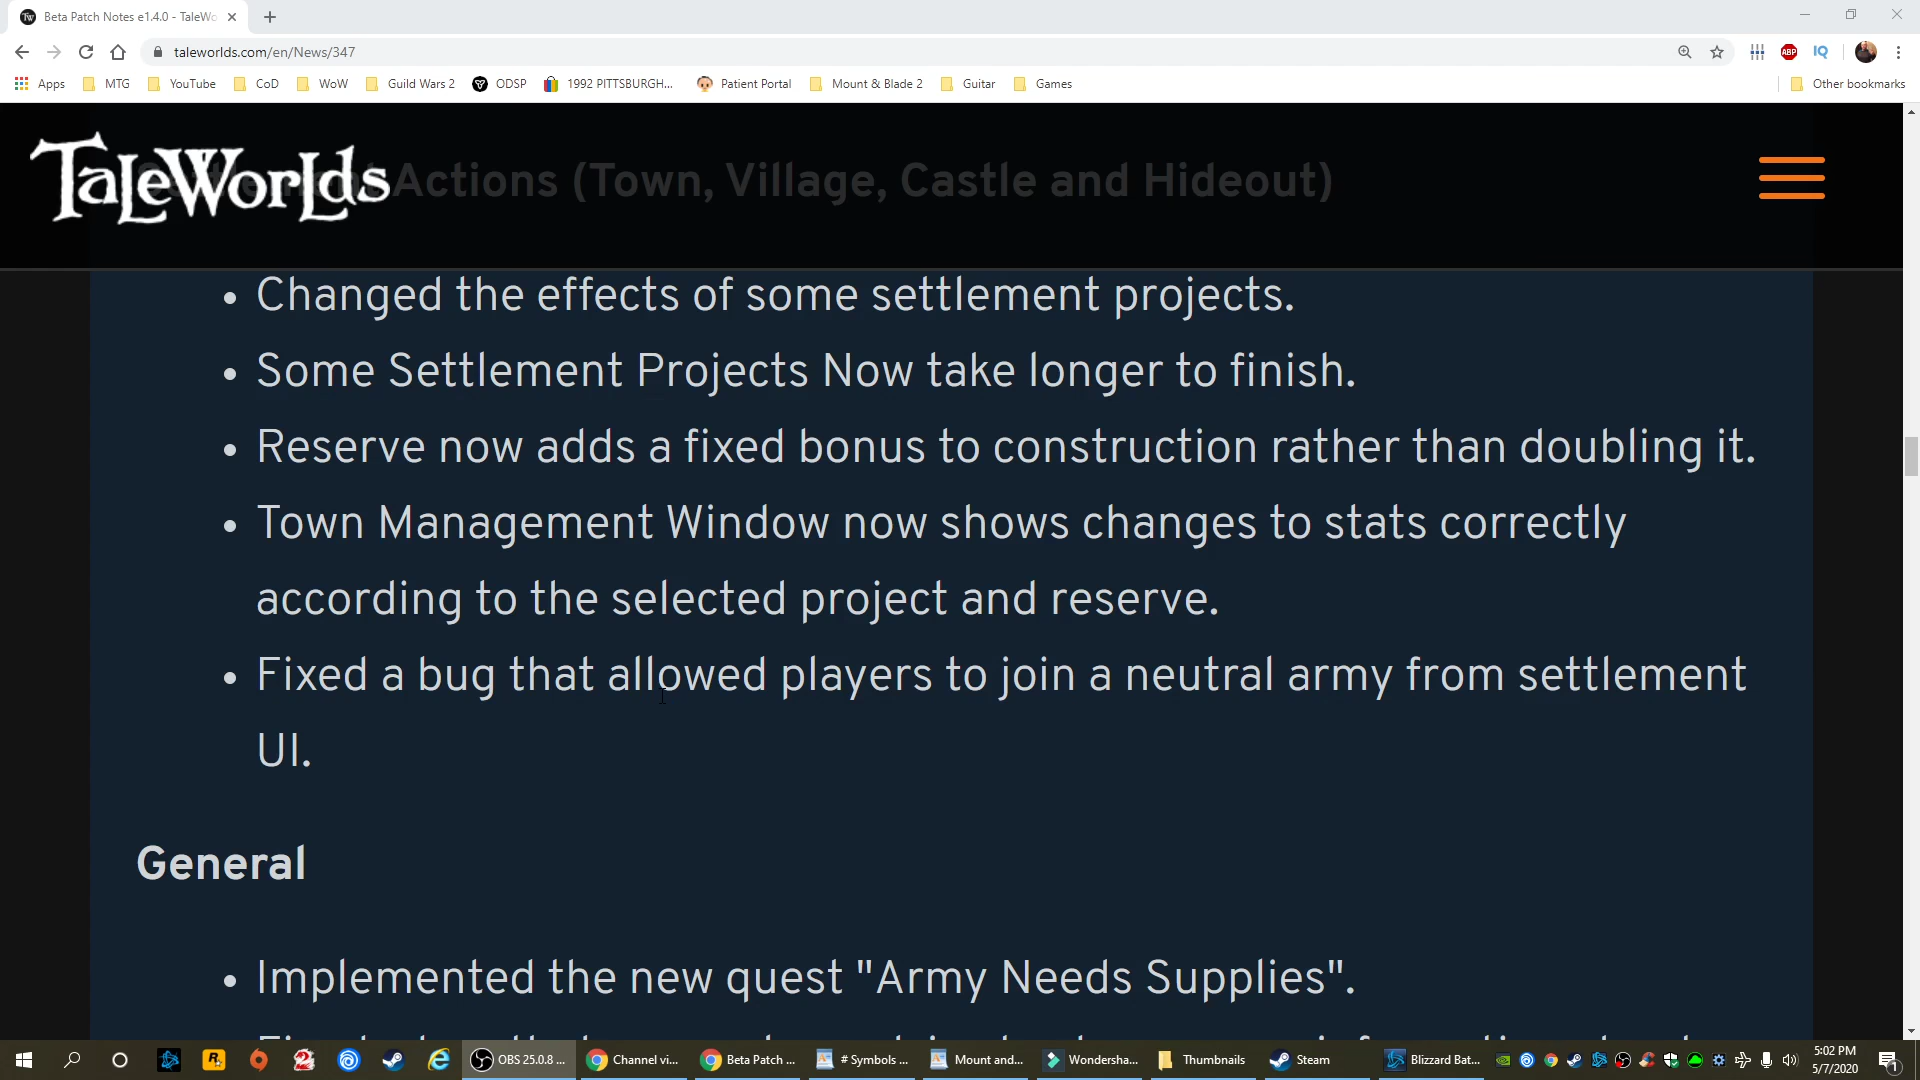 Beta Patch Notes e1.4.0 - TaleWo
taleworlds.com/en/News/347
ABP
IQ
Apps MTG YouTube CoD WoW Guild Wars 2 ODSP 1992 PITTSBURGH... Patient Portal Mount & Blade 2 Guitar Games Other bookmarks
TaleWorlds
Actions (Town, Village, Castle and Hideout)
• Changed the effects of some settlement projects.
• Some Settlement Projects Now take longer to finish.
• Reserve now adds a fixed bonus to construction rather than doubling it.
• Town Management Window now shows changes to stats correctly
according to the selected project and reserve.
• Fixed a bug that allowed players to join a neutral army from settlement
UI.
General
• Implemented the new quest "Army Needs Supplies".
OBS 25.0.8 ... Channel vi... Beta Patch ... # Symbols ... Mount and... Wondersha... Thumbnails Steam Blizzard Bat...
5:02 PM
5/7/2020